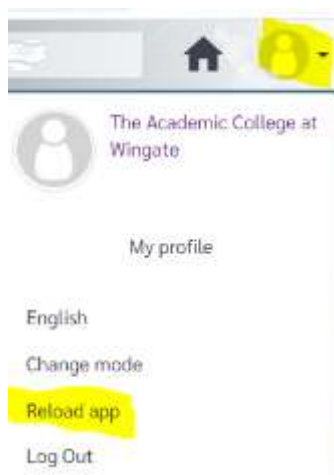 The Academic College at
Wingate
My profile
English
Change mode
Reload app
Log Out